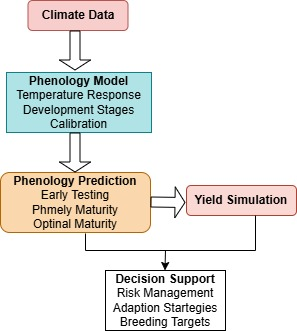 Climate Data
Phenology Model
Temperature Response
Development Stages
Calibration
Phenology Prediction
Early Testing
Phmely Maturity
Optinal Maturity
Yield Simulation
Decision Support
Risk Management
Adaption Startegies
Breeding Targets